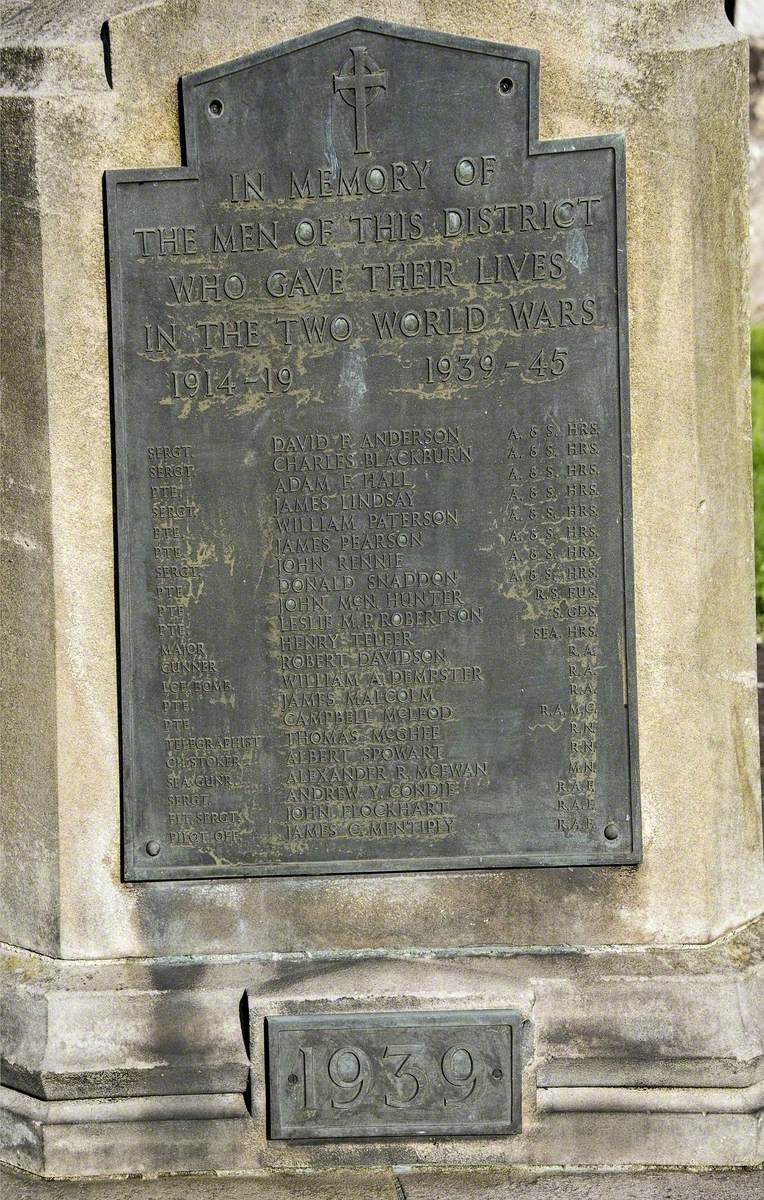 IN MEMORY OF
THE MEN OF THIS DISTRICT
WHO GAVE THEIR LIVES
IN THE TWO WORLD WARS
1914-19 1939-45
SERGT. DAVID P. ANDERSON A. & S. HRS.
SERGT. CHARLES BLACKBURN A. & S. HRS.
PTE. ADAM F. HALL A. & S. HRS.
SERGT. JAMES LINDSAY A. & S. HRS.
PTE. WILLIAM PATERSON A. & S. HRS.
PTE. JAMES PEARSON A. & S. HRS.
SERGT. JOHN RENNIE A. & S. HRS.
PTE. DONALD SNADDON A. & S. HRS.
PTE. JOHN MCN. HUNTER R.S. FUS.
PTE. LESLIE M. P. ROBERTSON S. GDS.
MAJOR HENRY TELFER SEA. HRS.
GUNNER ROBERT DAVIDSON R.A.
LCE. BOMB. WILLIAM A. DEMPSTER R.A.
PTE. JAMES MALCOLM R.A.
PTE. CAMPBELL MCLEOD R.A.M.C.
TELEGRAPHIST THOMAS MCGHEE R.N.
CH. STOKER ALBERT SPOWART R.N.
SEA. GUNR. ALEXANDER R. MCEWAN M.N.
SERGT. ANDREW Y. CONDIE R.A.F.
FLT. SERGT. JOHN FLOCKHART R.A.F.
PILOT OFF. JAMES C. MENTIPLY R.A.F.
1939